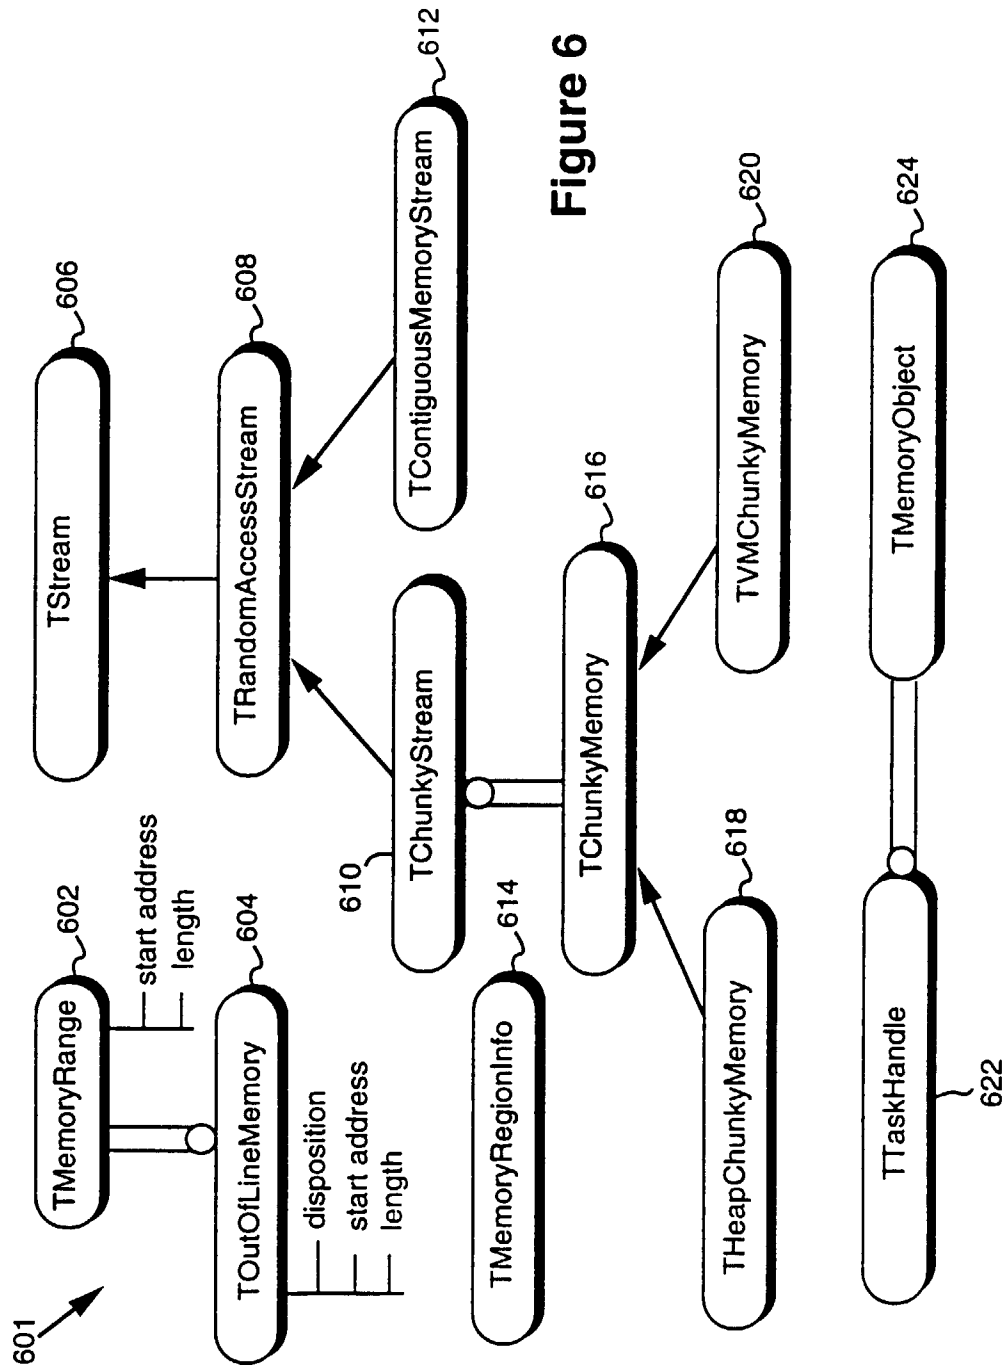 601
TMemoryRange
602
start address
length
TOutOfLineMemory
604
disposition
start address
length
TStream
606
TRandomAccessStream
608
610
TChunkyStream
TContiguousMemoryStream
612
TMemoryRegionInfo
614
TChunkyMemory
616
THeapChunkyMemory
618
TVMChunkyMemory
620
TTaskHandle
622
TMemoryObject
624
Figure 6